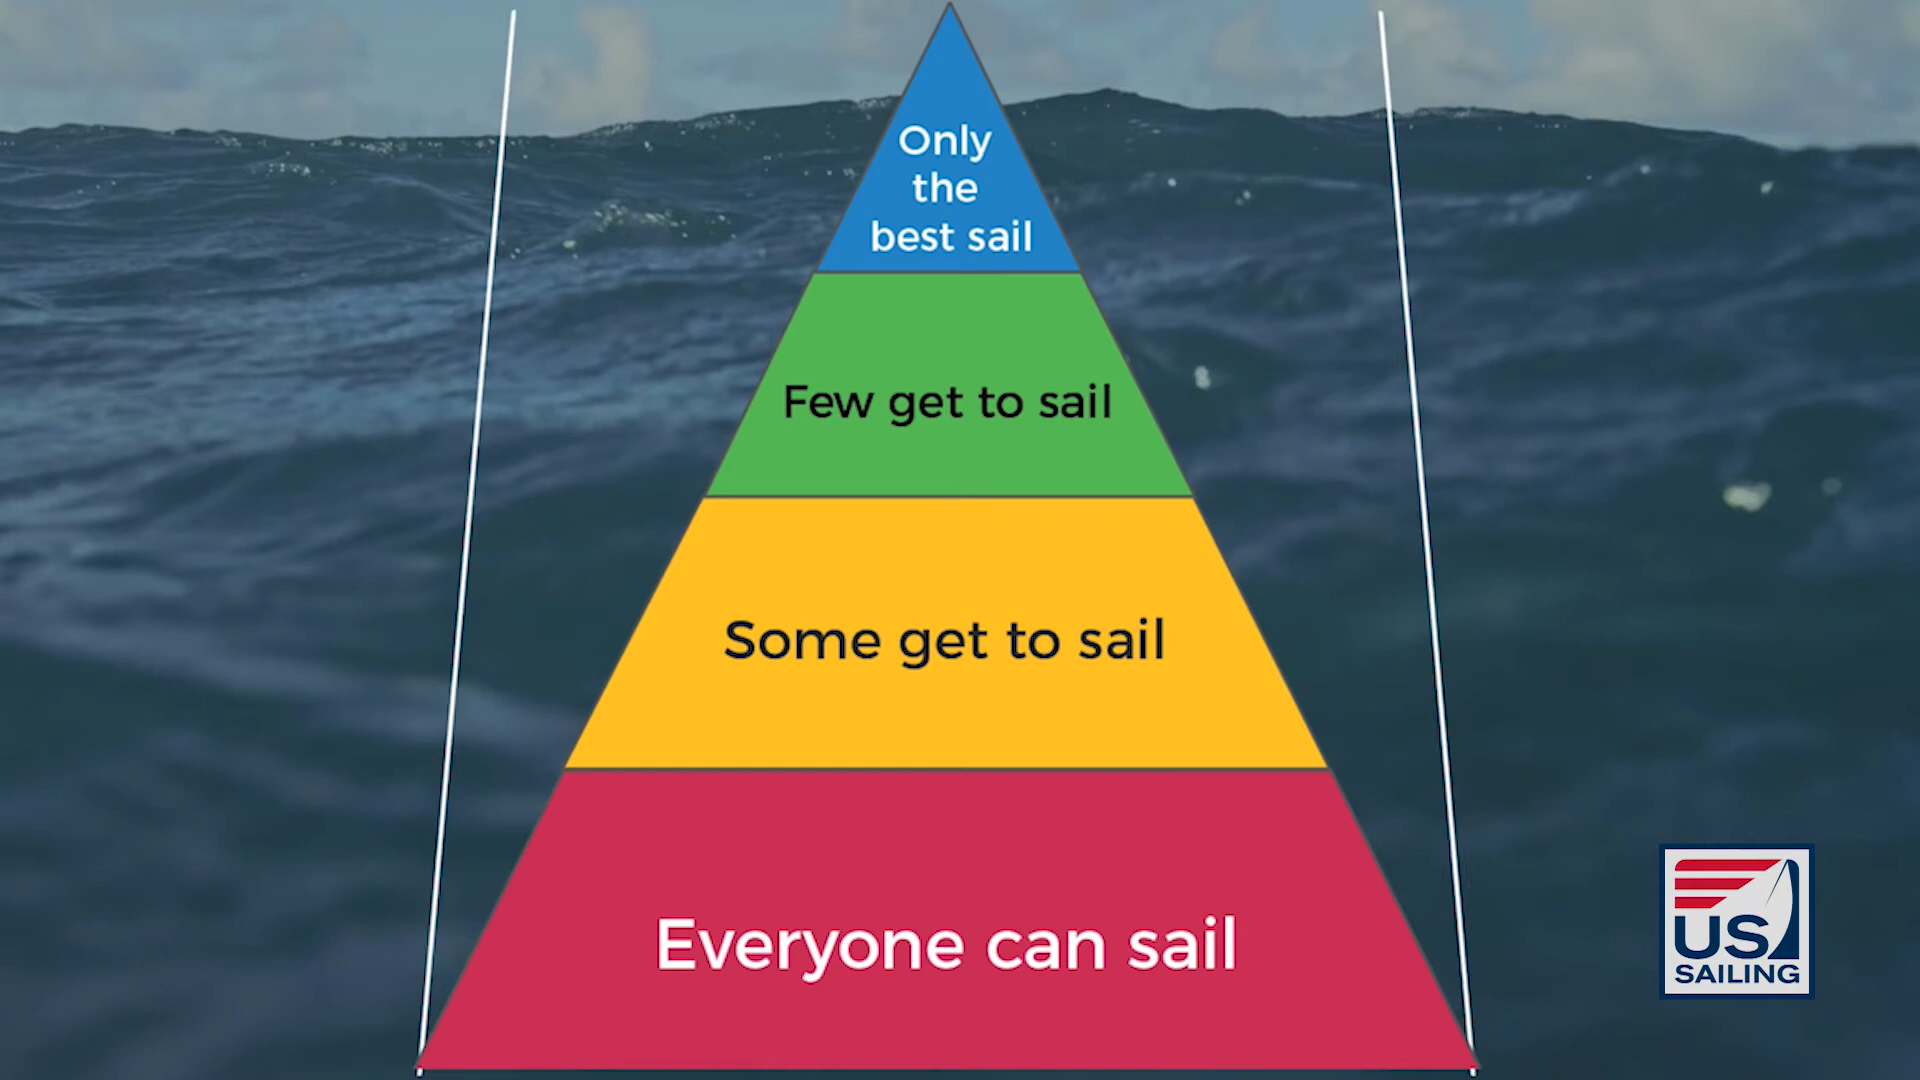 Only
the
best sail
Few get to sail
Some get to sail
Everyone can sail
US
SAILING